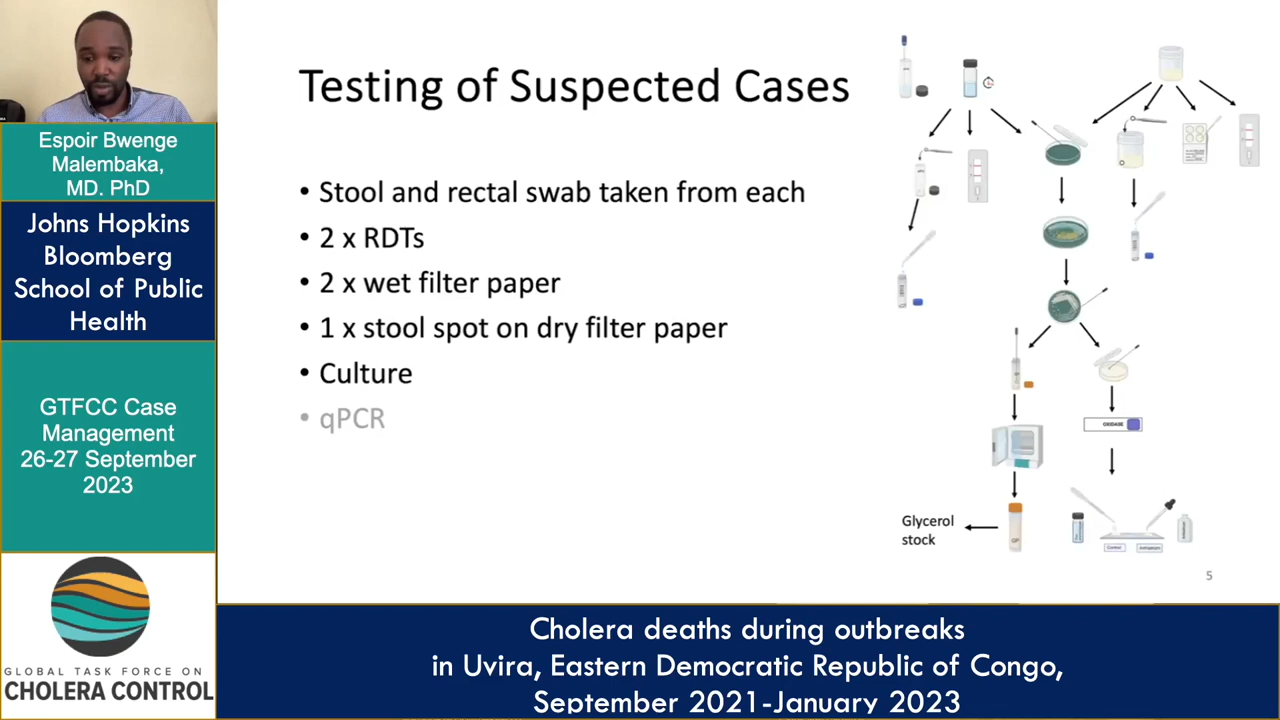 Espoir Bwenge
Malembaka,
MD. PhD
Johns Hopkins
Bloomberg
School of Public
Health
GTFCC Case
Management
26-27 September
2023
GLOBAL TASK FORCE ON
CHOLERA CONTROL
Testing of Suspected Cases
• Stool and rectal swab taken from each
• 2 x RDTs
• 2 x wet filter paper
• 1 x stool spot on dry filter paper
• Culture
• qPCR
OXIDASE
Glycerol
stock
Control
5
Cholera deaths during outbreaks
in Uvira, Eastern Democratic Republic of Congo,
September 2021-January 2023